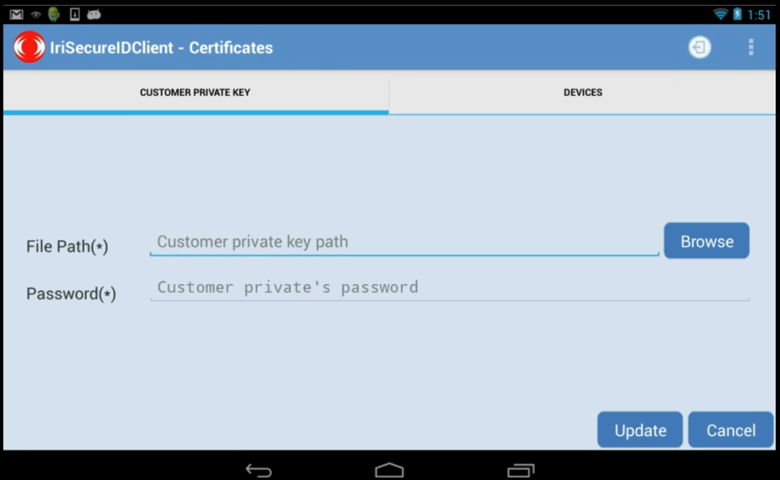 1:51
IriSecureIDClient - Certificates
CUSTOMER PRIVATE KEY
DEVICES
File Path(*)
Customer private key path
Browse
Password(*)
Customer private's password
Update
Cancel